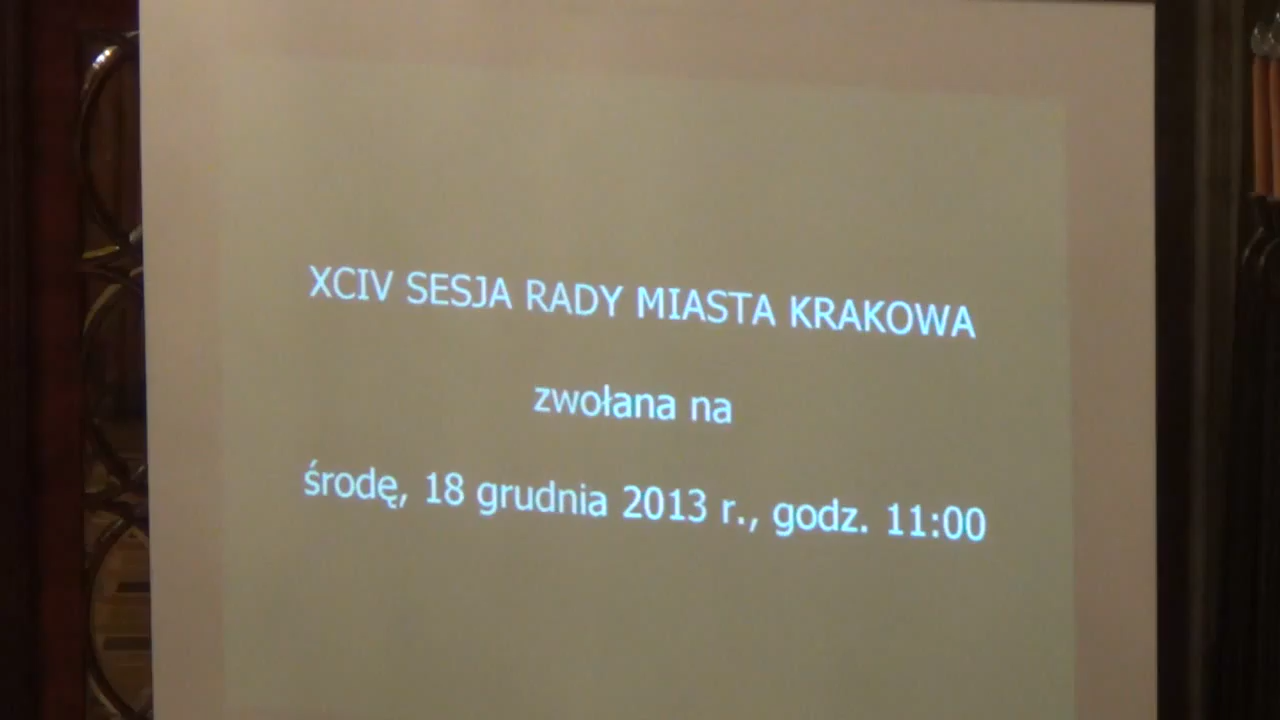 XCIV SESJA RADY MIASTA KRAKOWA
zwołana na
środę, 18 grudnia 2013 r., godz. 11:00